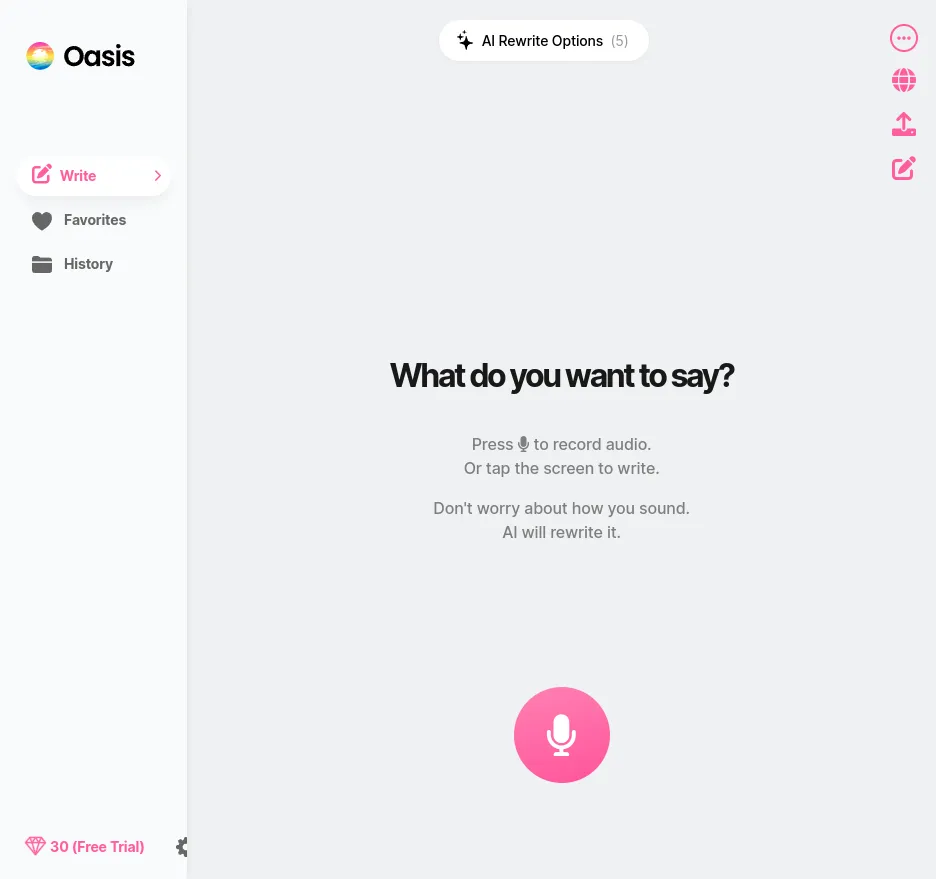 Oasis
Write
Favorites
History
30 (Free Trial)
AI Rewrite Options (5)
What do you want to say?
Press to record audio.
Or tap the screen to write.
Don't worry about how you sound.
AI will rewrite it.